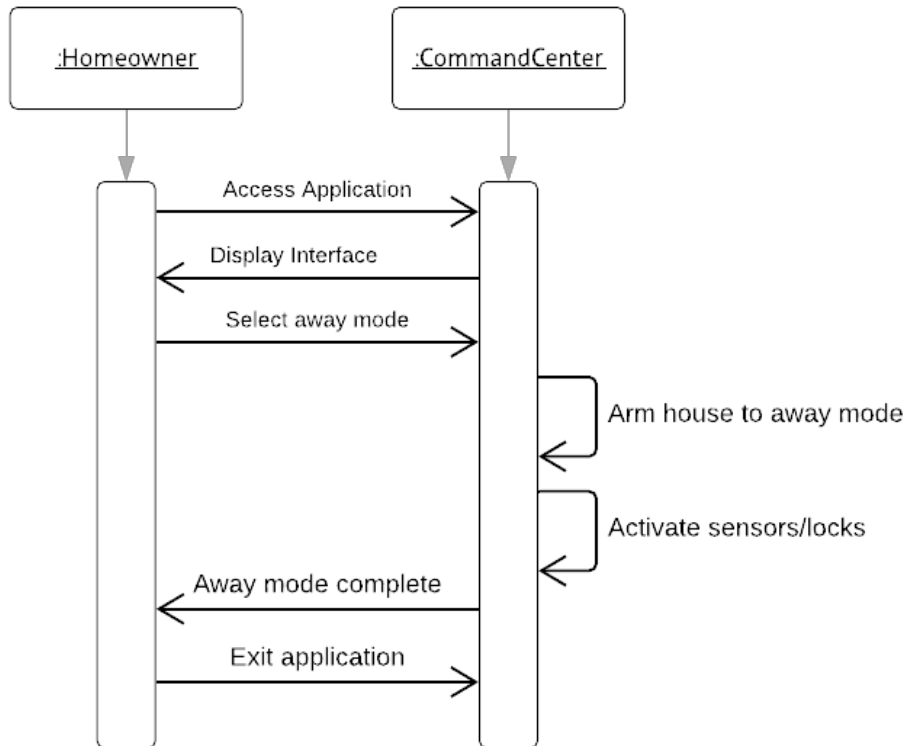 :Homeowner
:CommandCenter
Access Application
Display Interface
Select away mode
Arm house to away mode
Activate sensors/locks
Away mode complete
Exit application